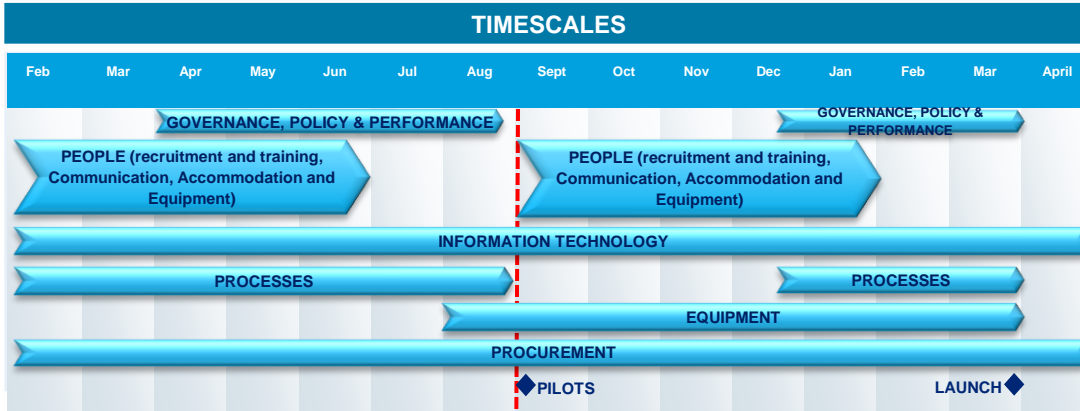 TIMESCALES
Feb Mar Apr May Jun Jul Aug Sept Oct Nov Dec Jan Feb Mar April
GOVERNANCE, POLICY & PERFORMANCE
GOVERNANCE, POLICY &
PERFORMANCE
PEOPLE (recruitment and training,
Communication, Accommodation and
Equipment)
PEOPLE (recruitment and training,
Communication, Accommodation and
Equipment)
INFORMATION TECHNOLOGY
PROCESSES
PROCESSES
EQUIPMENT
PROCUREMENT
PILOTS
LAUNCH